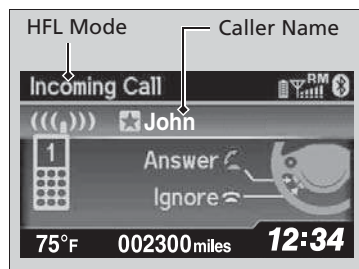 HFL Mode Caller Name
Incoming Call RM
John
1
Answer
Ignore
75°F 002300 miles 12:34